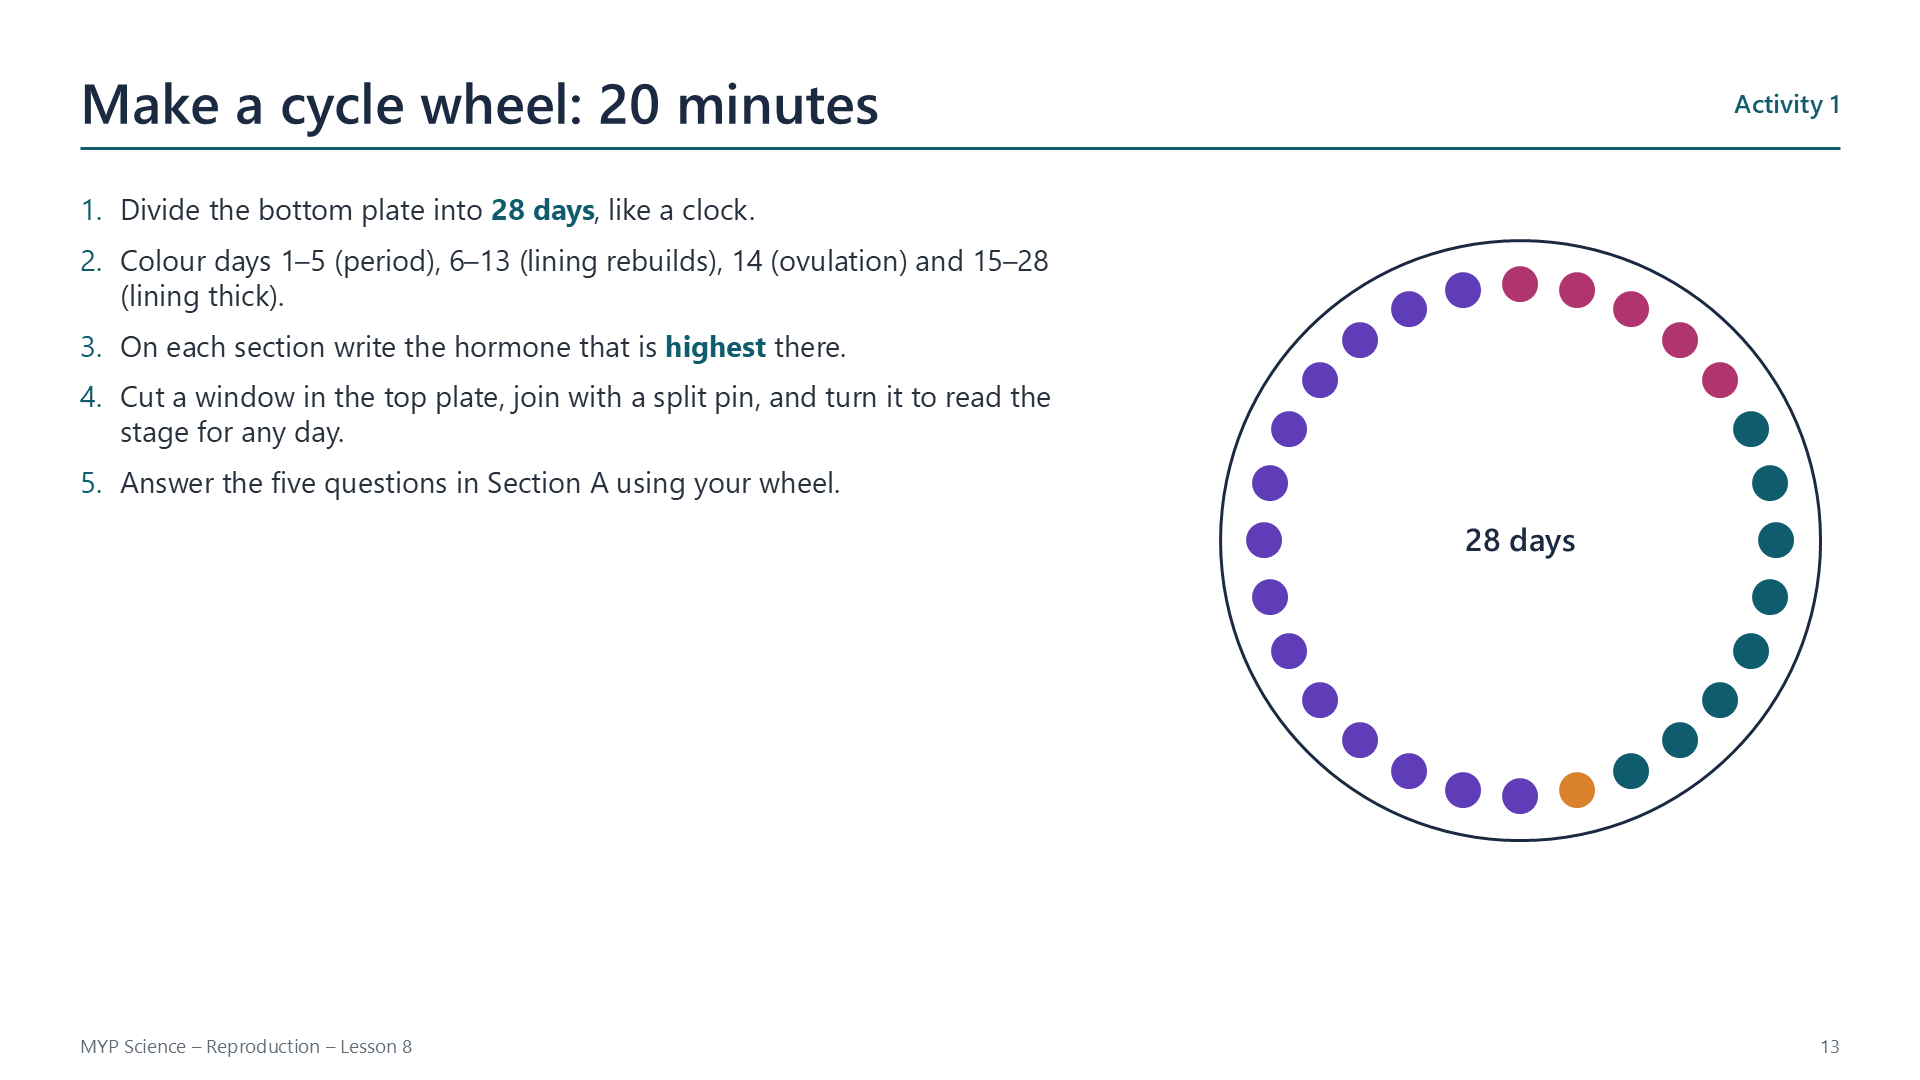 Make a cycle wheel: 20 minutes
Activity 1
1. Divide the bottom plate into 28 days, like a clock.
2. Colour days 1–5 (period), 6–13 (lining rebuilds), 14 (ovulation) and 15–28
(lining thick).
3. On each section write the hormone that is highest there.
4. Cut a window in the top plate, join with a split pin, and turn it to read the
stage for any day.
5. Answer the five questions in Section A using your wheel.
28 days
MYP Science – Reproduction – Lesson 8
13